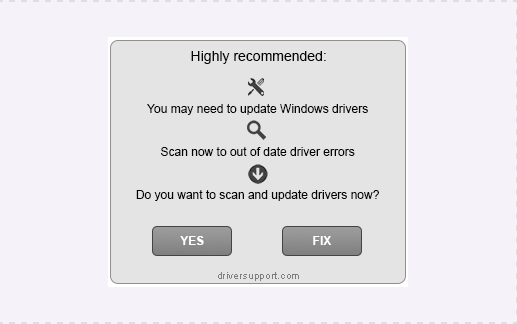 Highly recommended:
You may need to update Windows drivers
Scan now to out of date driver errors
Do you want to scan and update drivers now?
YES
FIX
driversupport.com